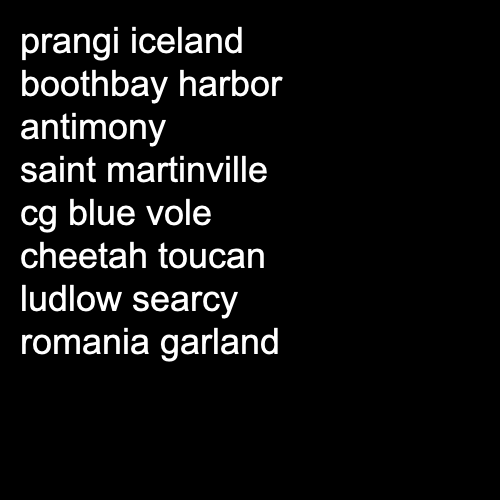 prangi iceland
boothbay harbor
antimony
saint martinville
cg blue vole
cheetah toucan
ludlow searcy
romania garland